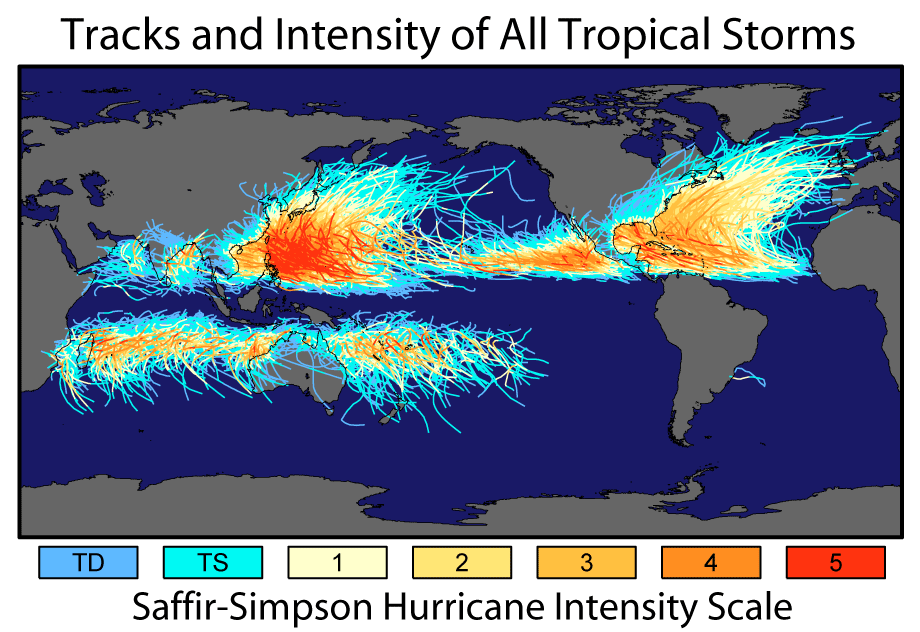 Tracks and Intensity of All Tropical Storms
TD TS 1 2 3 4 5
Saffir-Simpson Hurricane Intensity Scale